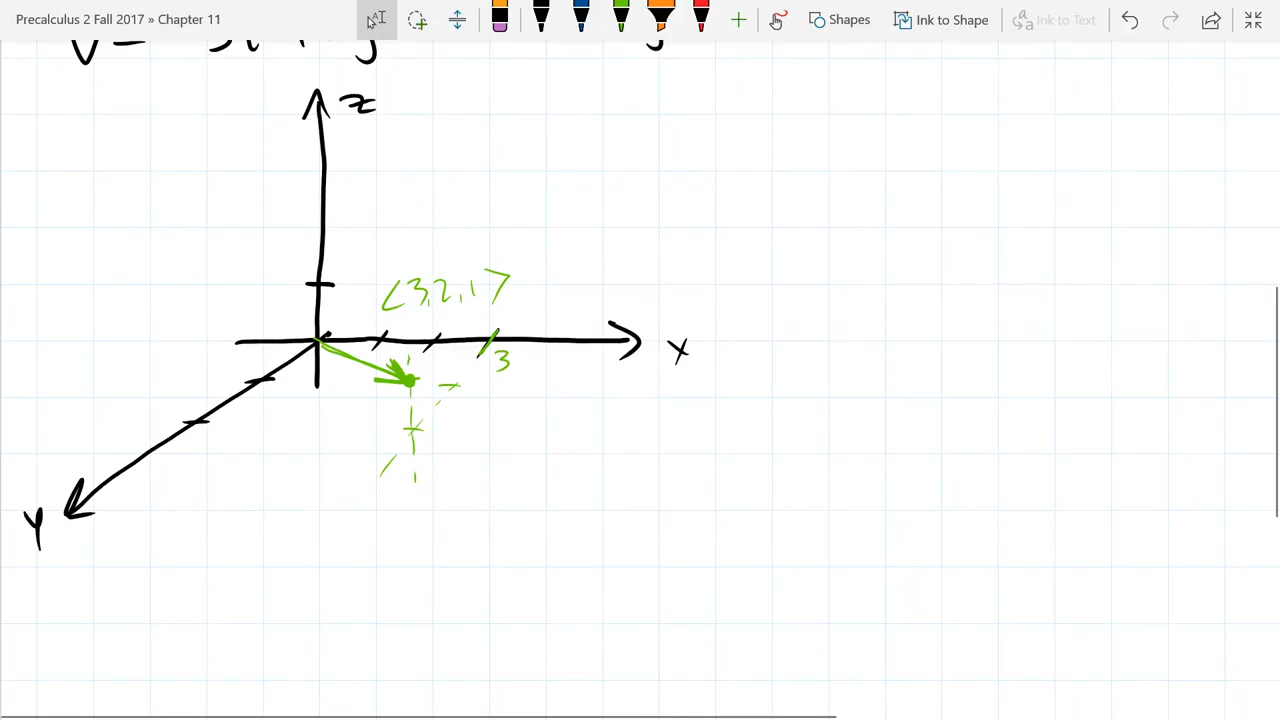 Precalculus 2 Fall 2017 » Chapter 11
Shapes
Ink to Shape
Ink to Text
z
<3,2,1>
3
x
y